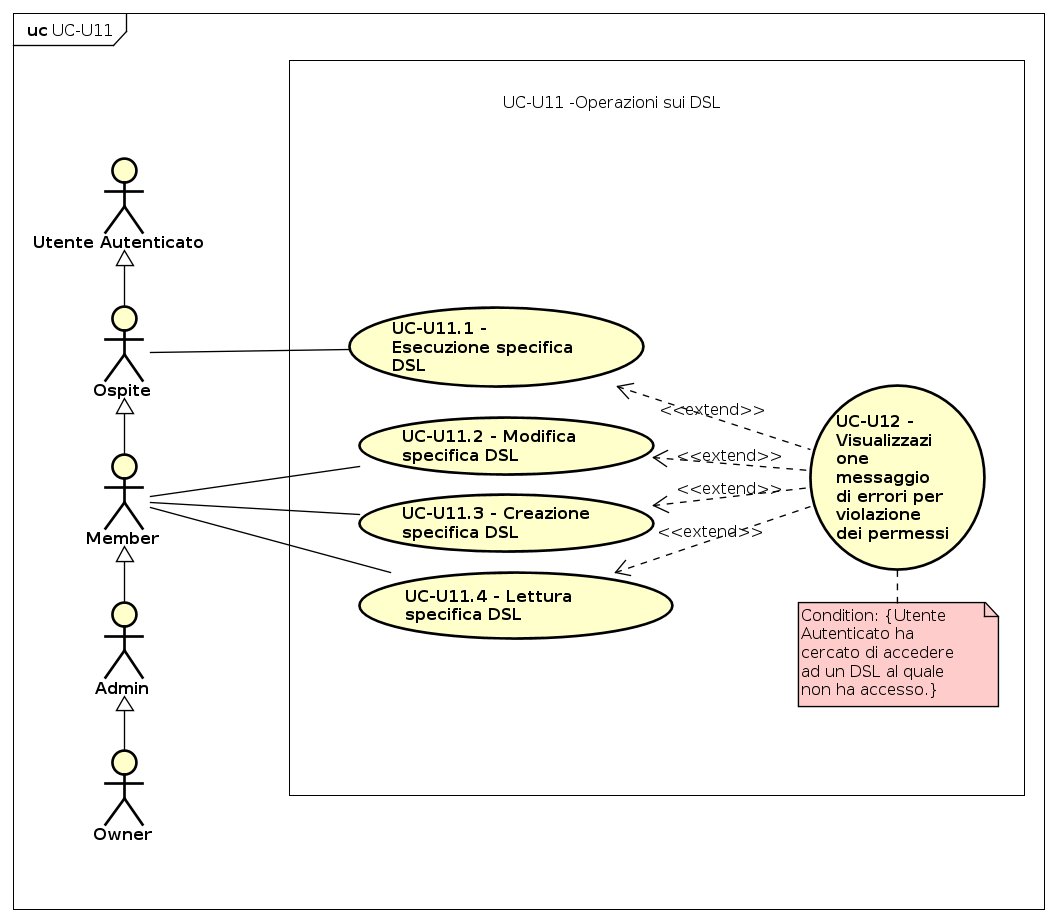 uc UC-U11
UC-U11 -Operazioni sui DSL
Utente Autenticato
Ospite
Member
Admin
Owner
UC-U11.1 -
Esecuzione specifica
DSL
UC-U11.2 - Modifica
specifica DSL
UC-U11.3 - Creazione
specifica DSL
UC-U11.4 - Lettura
specifica DSL
<<extend>>
<<extend>>
<<extend>>
<<extend>>
UC-U12 -
Visualizzazi
one
messaggio
di errori per
violazione
dei permessi
Condition: {Utente
Autenticato ha
cercato di accedere
ad un DSL al quale
non ha accesso.}